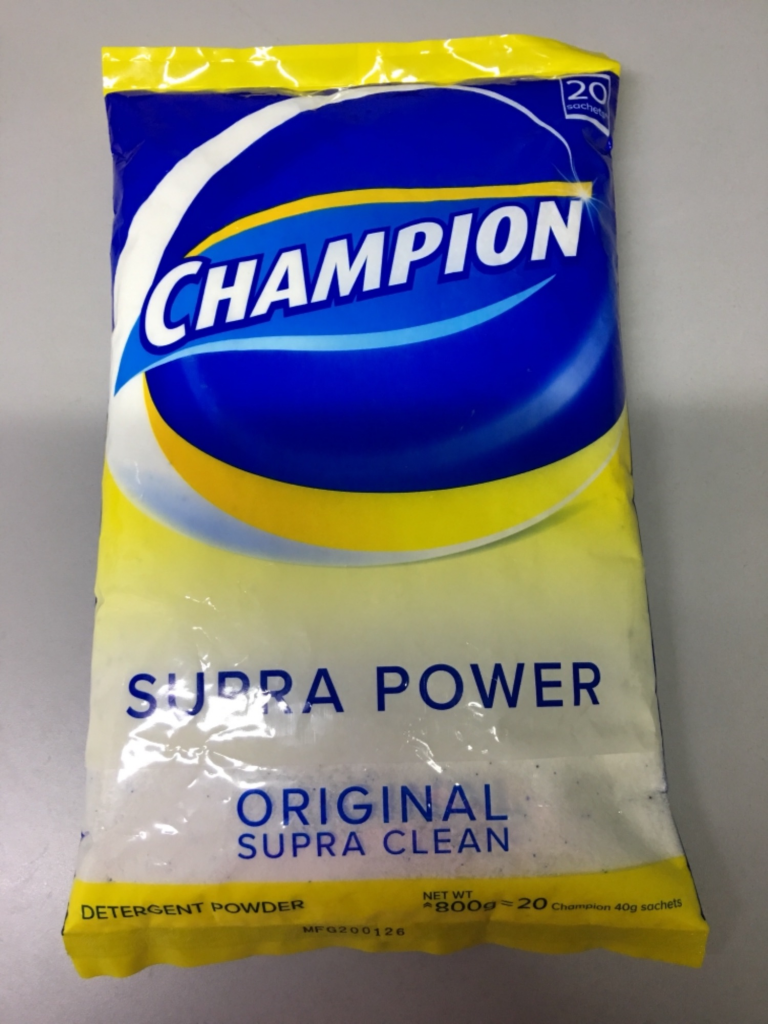 20
sachets
CHAMPION
SUPRA POWER
ORIGINAL
SUPRA CLEAN
DETERGENT POWDER
NET WT
800g = 20 Champion 40g sachets
MFG200126